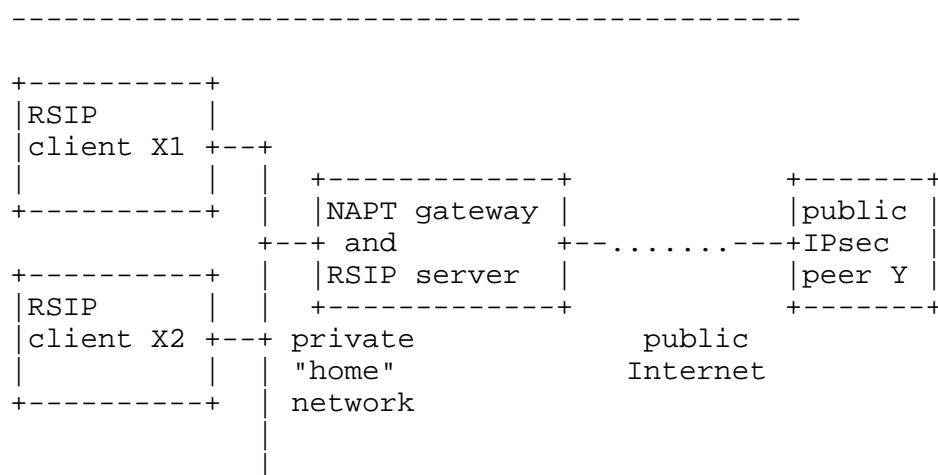 RSIP
client X1
NAPT gateway public
and IPsec
RSIP server peer Y
RSIP
client X2 private public
"home" Internet
network